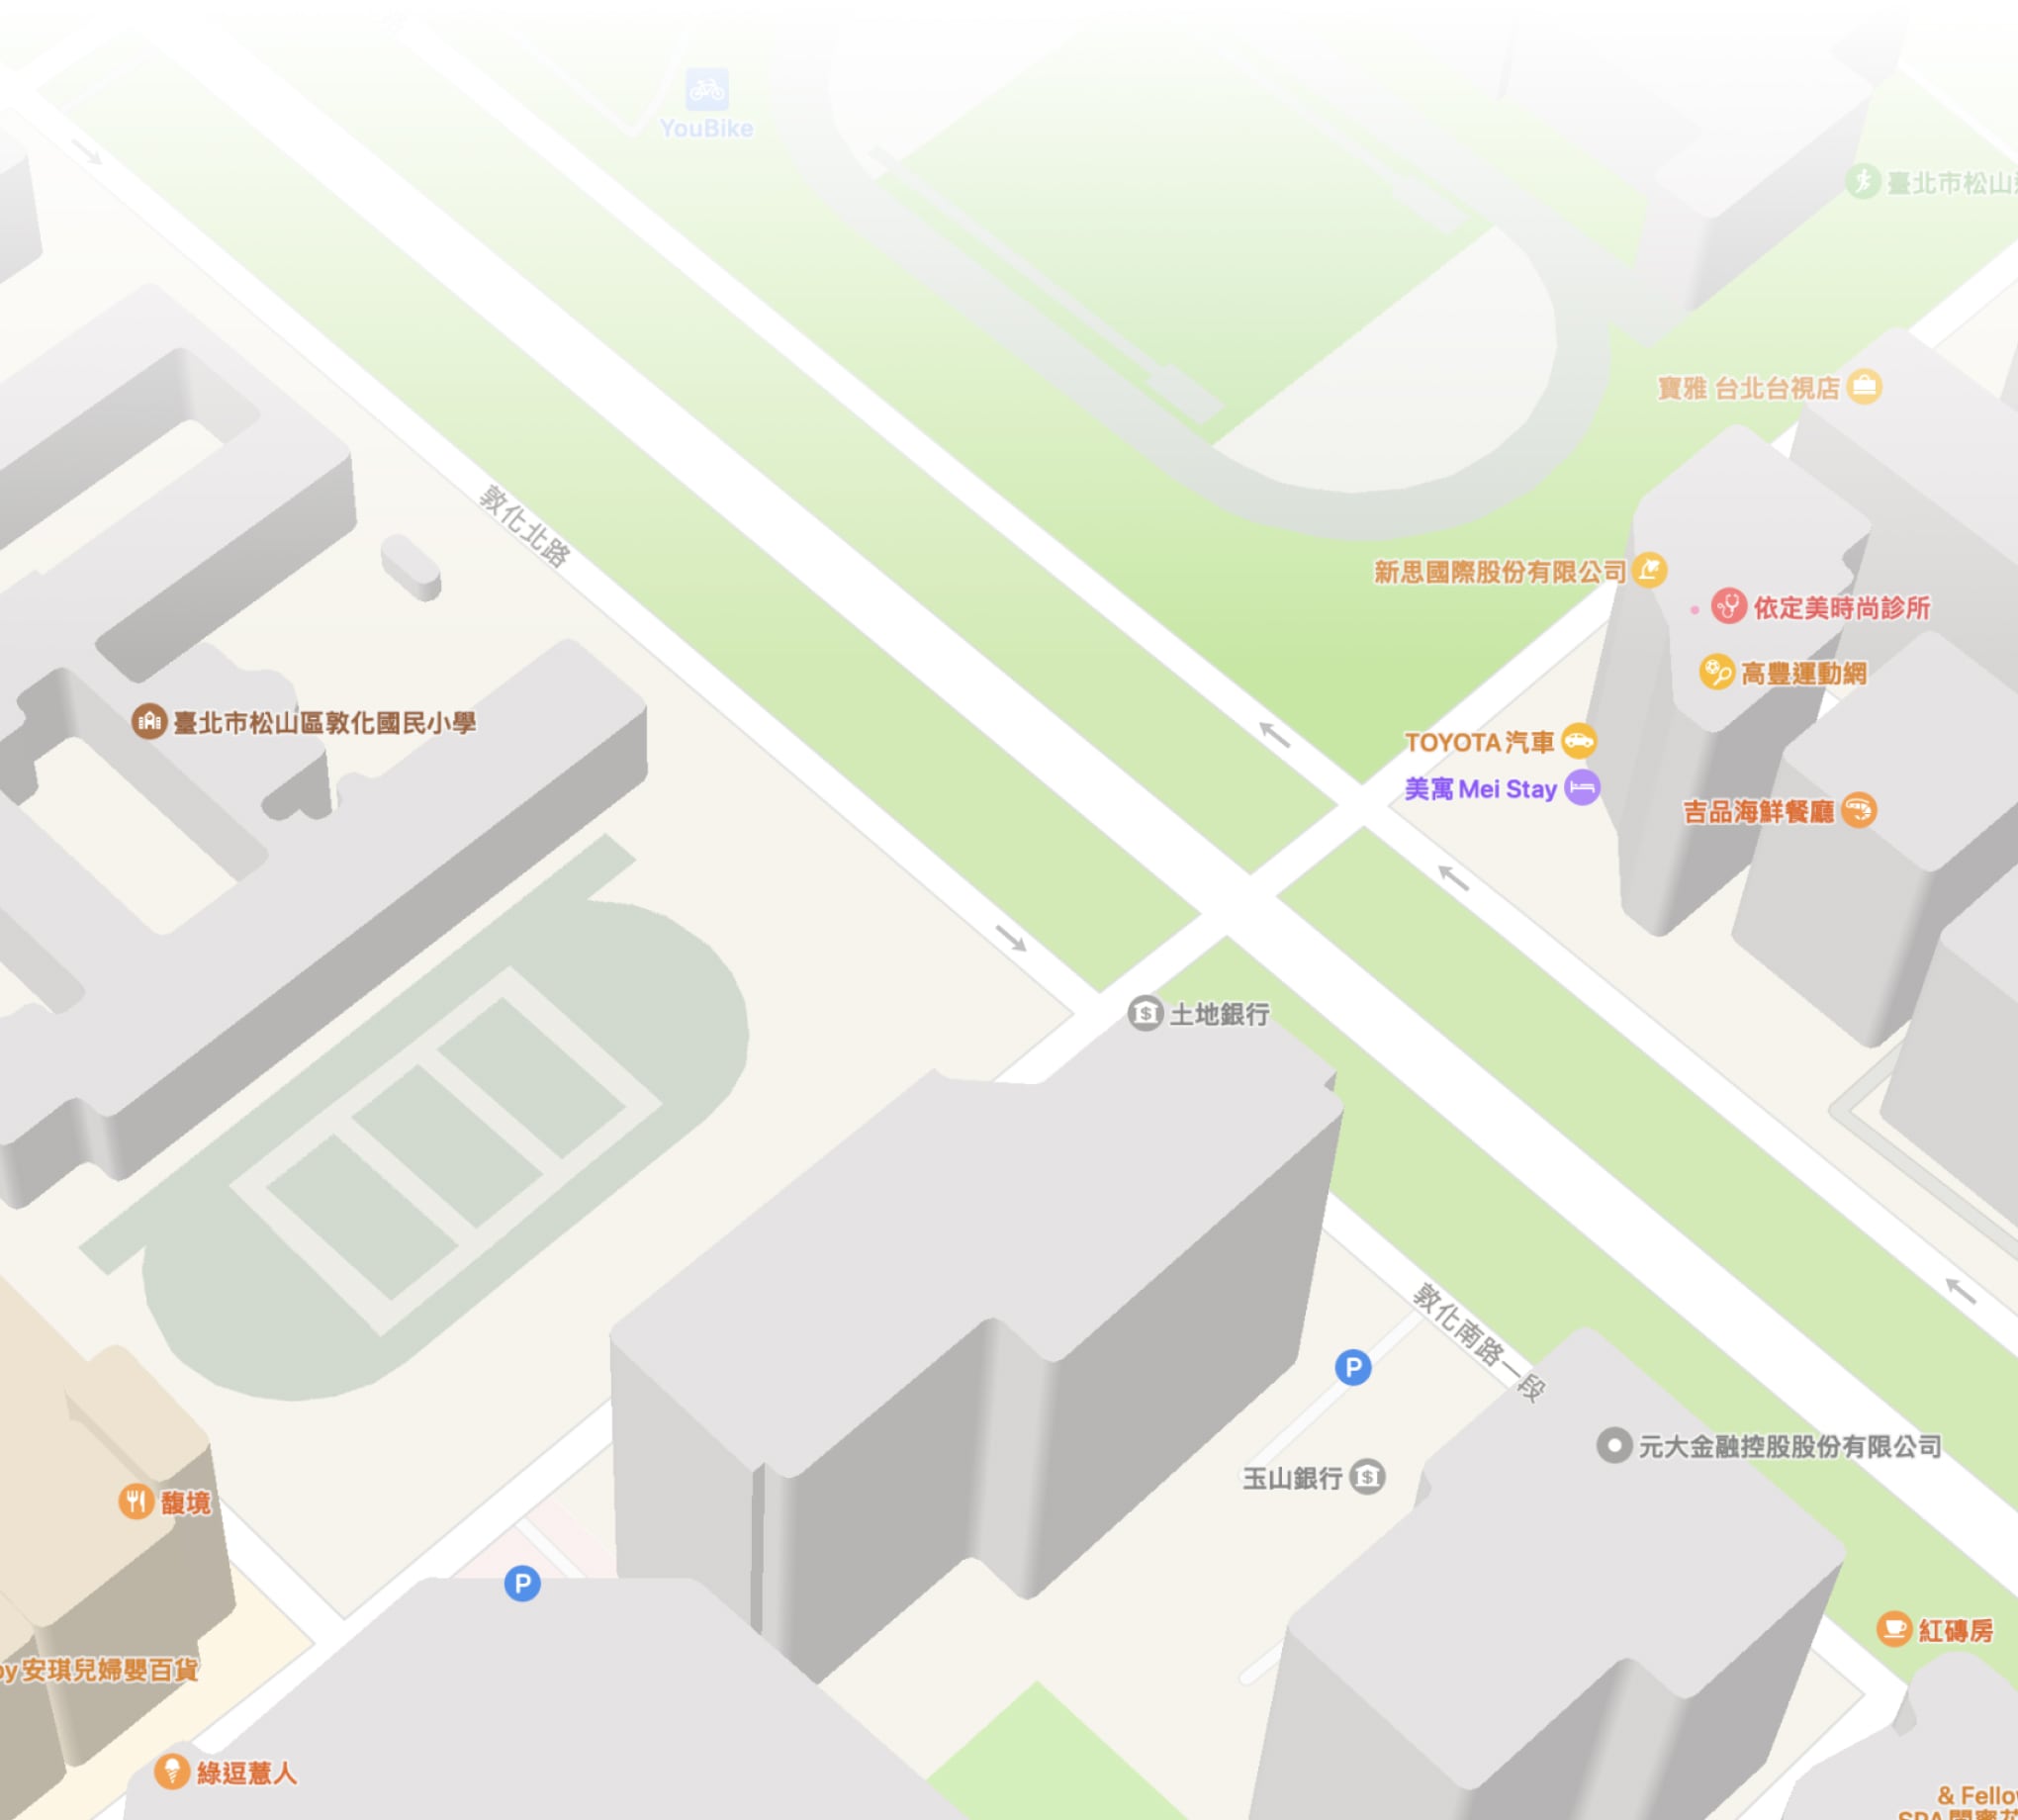 YouBike
臺北市松山
寶雅 台北台視店
敦化北路
新思國際股份有限公司
依定美時尚診所
高豐運動網
臺北市松山區敦化國民小學
TOYOTA 汽車
美寓 Mei Stay
吉品海鮮餐廳
土地銀行
敦化南路一段
P
元大金融控股股份有限公司
玉山銀行
馥境
P
紅磚房
by 安琪兒婦嬰百貨
綠逗薏人
& Fellow